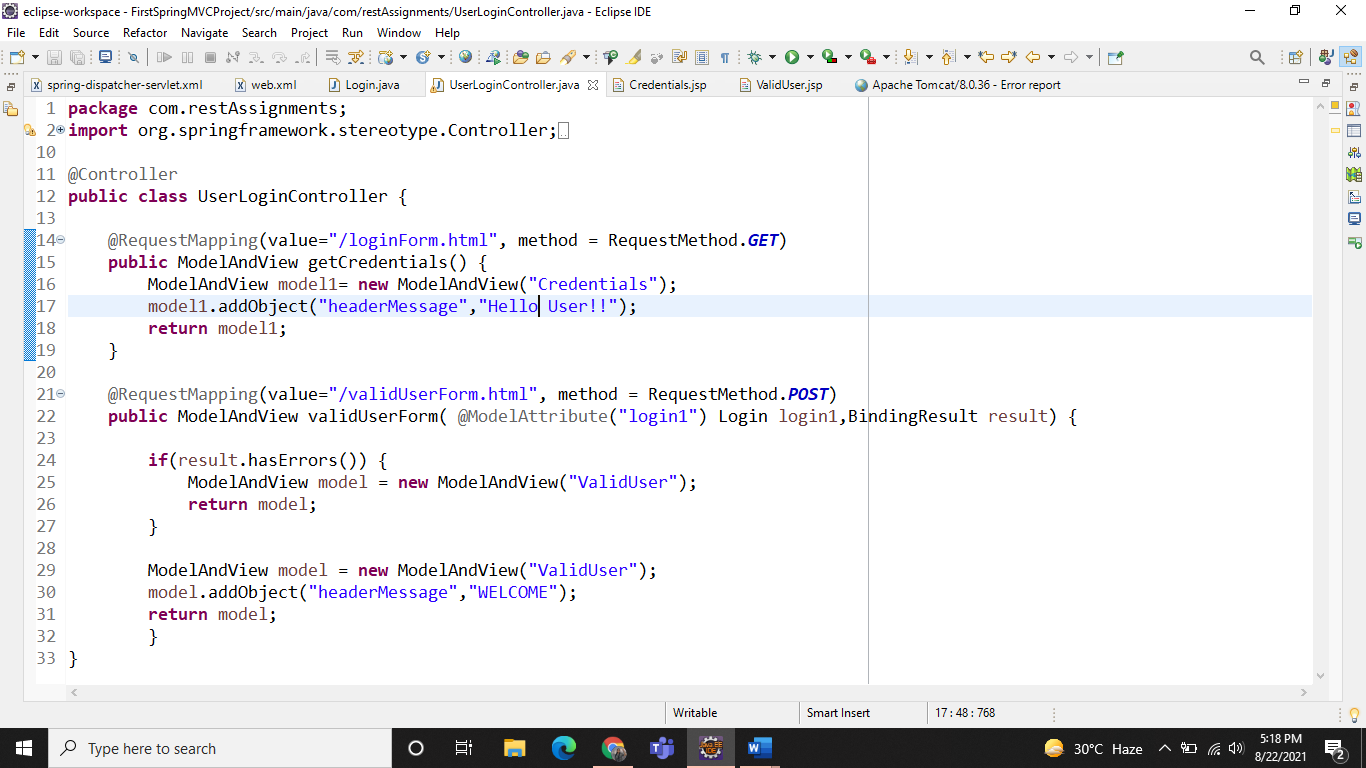 eclipse-workspace - FirstSpringMVCProject/src/main/java/com/restAssignments/UserLoginController.java - Eclipse IDE
File Edit Source Refactor Navigate Search Project Run Window Help
spring-dispatcher-servlet.xml web.xml Login.java UserLoginController.java Credentials.jsp ValidUser.jsp Apache Tomcat/8.0.36 - Error report
1 package com.restAssignments;
2 import org.springframework.stereotype.Controller;
10
11 @Controller
12 public class UserLoginController {
13
14 @RequestMapping(value="/loginForm.html", method = RequestMethod.GET)
15 public ModelAndView getCredentials() {
16 ModelAndView model1= new ModelAndView("Credentials");
17 model1.addObject("headerMessage","Hello User!!");
18 return model1;
19 }
20
21 @RequestMapping(value="/validUserForm.html", method = RequestMethod.POST)
22 public ModelAndView validUserForm( @ModelAttribute("login1") Login login1,BindingResult result) {
23
24 if(result.hasErrors()) {
25 ModelAndView model = new ModelAndView("ValidUser");
26 return model;
27 }
28
29 ModelAndView model = new ModelAndView("ValidUser");
30 model.addObject("headerMessage","WELCOME");
31 return model;
32 }
33 }
Writable Smart Insert 17 : 48 : 768
Type here to search 30°C Haze 5:18 PM
8/22/2021 2